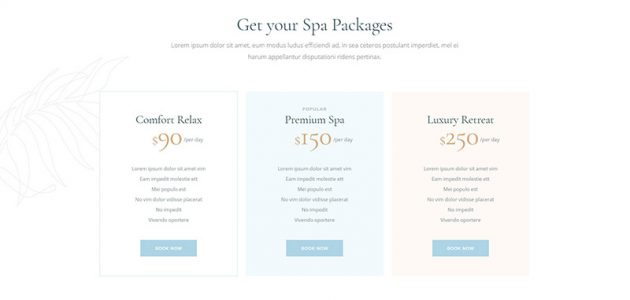 Get your Spa Packages
Lorem ipsum dolor sit amet, eum modus ludus efficiendi ad, in sea ceteros postulant imperdiet, mei ei
harum appellantur disputationi ridens pertinax.
Comfort Relax
$90 /per day
Lorem ipsum dolor sit amet vim
Eam impedit molestie ett
Mei populo est
No vim dolor vidisse placerat
No impedit
Vivendo oportere
BOOK NOW
POPULAR
Premium Spa
$150 /per day
Lorem ipsum dolor sit amet
Eam impedit molestie ett
Mei populo est
No vim dolor vidisse placerat
No impedit
Vivendo oportere
BOOK NOW
Luxury Retreat
$250 /per day
Lorem ipsum dolor sit amet vim
Eam impedit molestie ett
Mei populo est
No vim dolor vidisse placerat
No impedit
Vivendo oportere
BOOK NOW